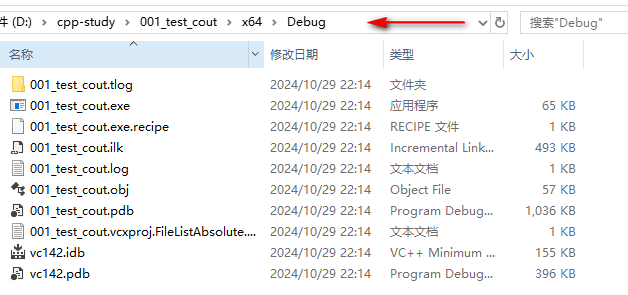 件 (D:) › cpp-study › 001_test_cout › x64 › Debug 搜索"Debug"
名称 修改日期 类型 大小
001_test_cout.tlog 2024/10/29 22:14 文件夹
001_test_cout.exe 2024/10/29 22:14 应用程序 65 KB
001_test_cout.exe.recipe 2024/10/29 22:14 RECIPE 文件 1 KB
001_test_cout.ilk 2024/10/29 22:14 Incremental Link... 493 KB
001_test_cout.log 2024/10/29 22:14 文本文档 1 KB
001_test_cout.obj 2024/10/29 22:14 Object File 57 KB
001_test_cout.pdb 2024/10/29 22:14 Program Debug... 1,036 KB
001_test_cout.vcxproj.FileListAbsolute.... 2024/10/29 22:14 文本文档 1 KB
vc142.idb 2024/10/29 22:14 VC++ Minimum ... 155 KB
vc142.pdb 2024/10/29 22:14 Program Debug... 396 KB